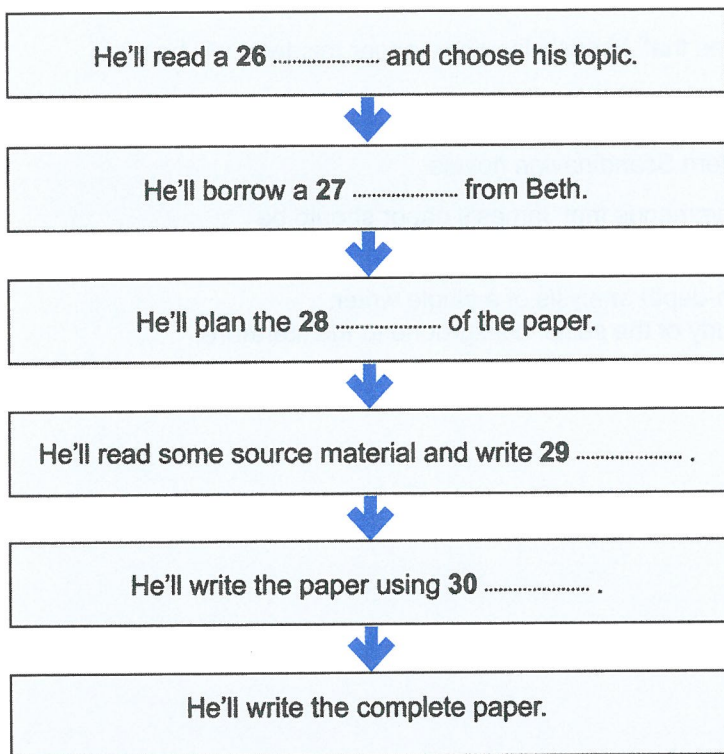 He'll read a 26 .................... and choose his topic.
He'll borrow a 27 .................... from Beth.
He'll plan the 28 .................... of the paper.
He'll read some source material and write 29 .................... .
He'll write the paper using 30 .................... .
He'll write the complete paper.